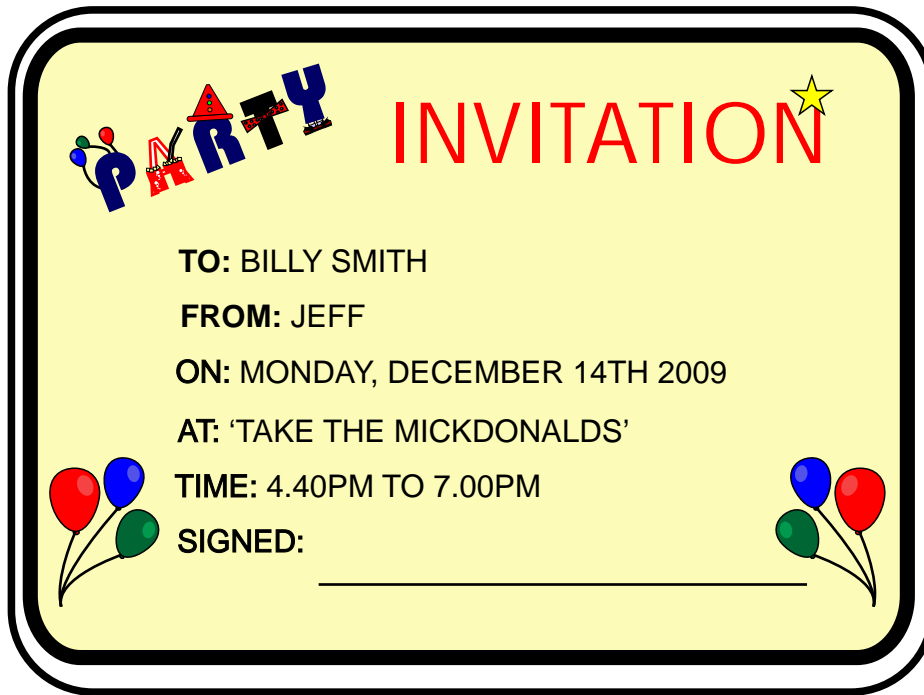 PARTY INVITATION
TO: BILLY SMITH
FROM: JEFF
ON: MONDAY, DECEMBER 14TH 2009
AT: ‘TAKE THE MICKDONALDS’
TIME: 4.40PM TO 7.00PM
SIGNED: